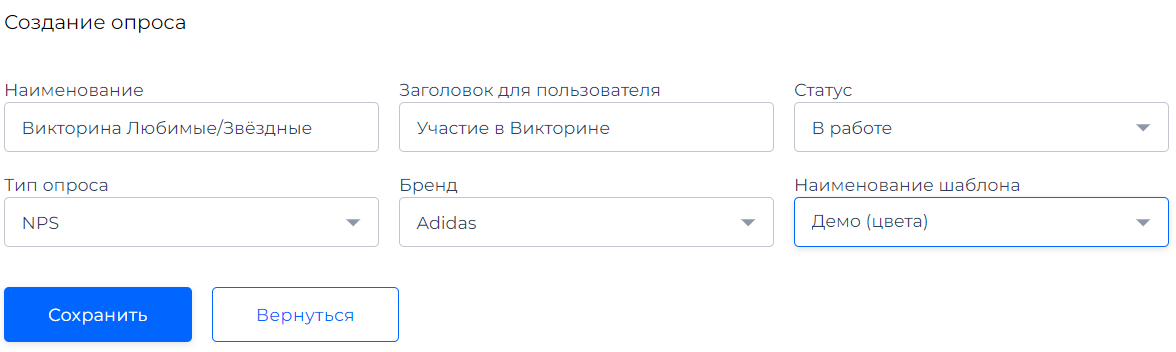 Создание опроса
Наименование Заголовок для пользователя Статус
Викторина Любимые/Звёздные Участие в Викторине В работе
Тип опроса Бренд Наименование шаблона
NPS Adidas Демо (цвета)
Сохранить Вернуться